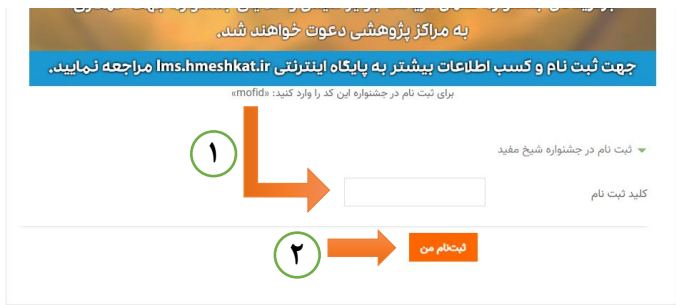 به مراکز پژوهشی دعوت خواهند شد.
جهت ثبت نام و کسب اطلاعات بیشتر به پایگاه اینترنتی lms.hmeshkat.ir مراجعه نمایید.
برای ثبت نام در جشنواره این کد را وارد کنید: «mofid»
۱
ثبت نام در جشنواره شیخ مفید
کلید ثبت نام
ثبت‌نام من
۲